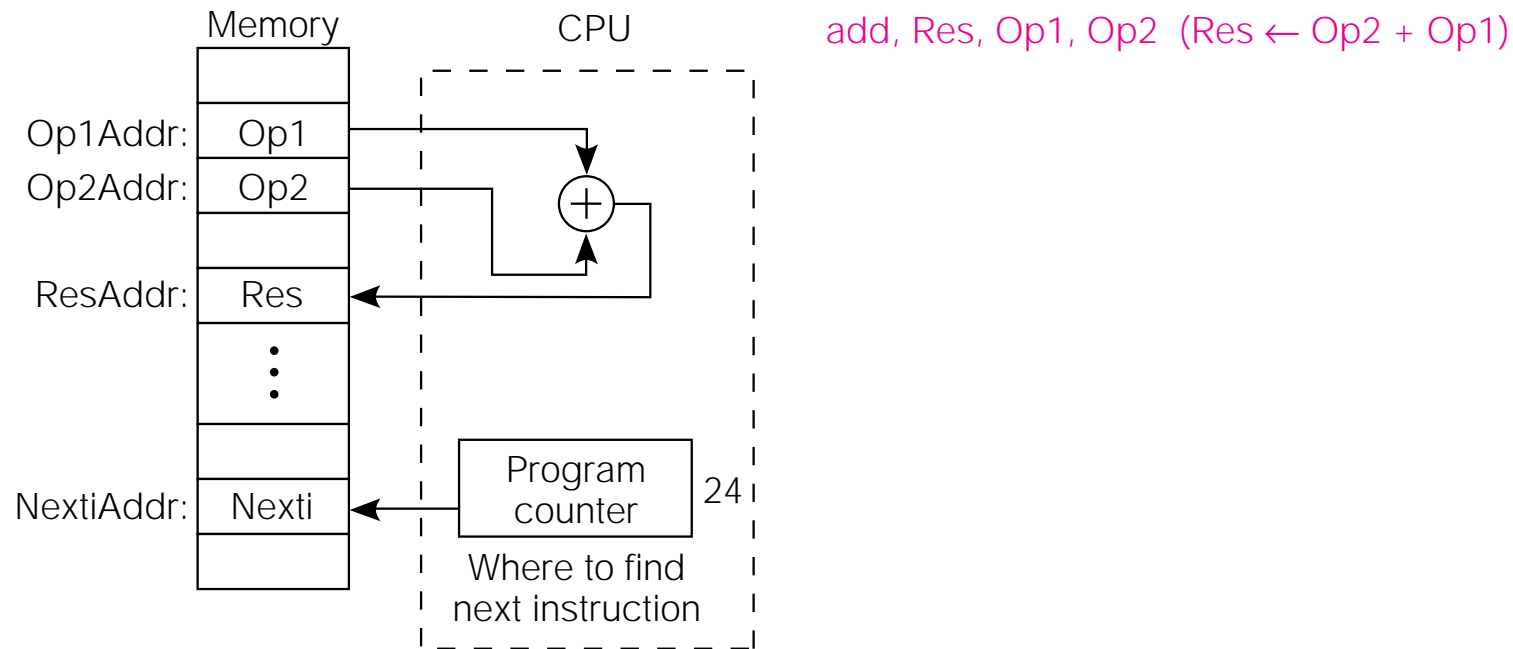 Memory
CPU
add, Res, Op1, Op2 (Res ← Op2 + Op1)
Op1Addr: Op1
Op2Addr: Op2
+
ResAddr: Res
Program
counter
24
NextiAddr: Nexti
Where to find
next instruction